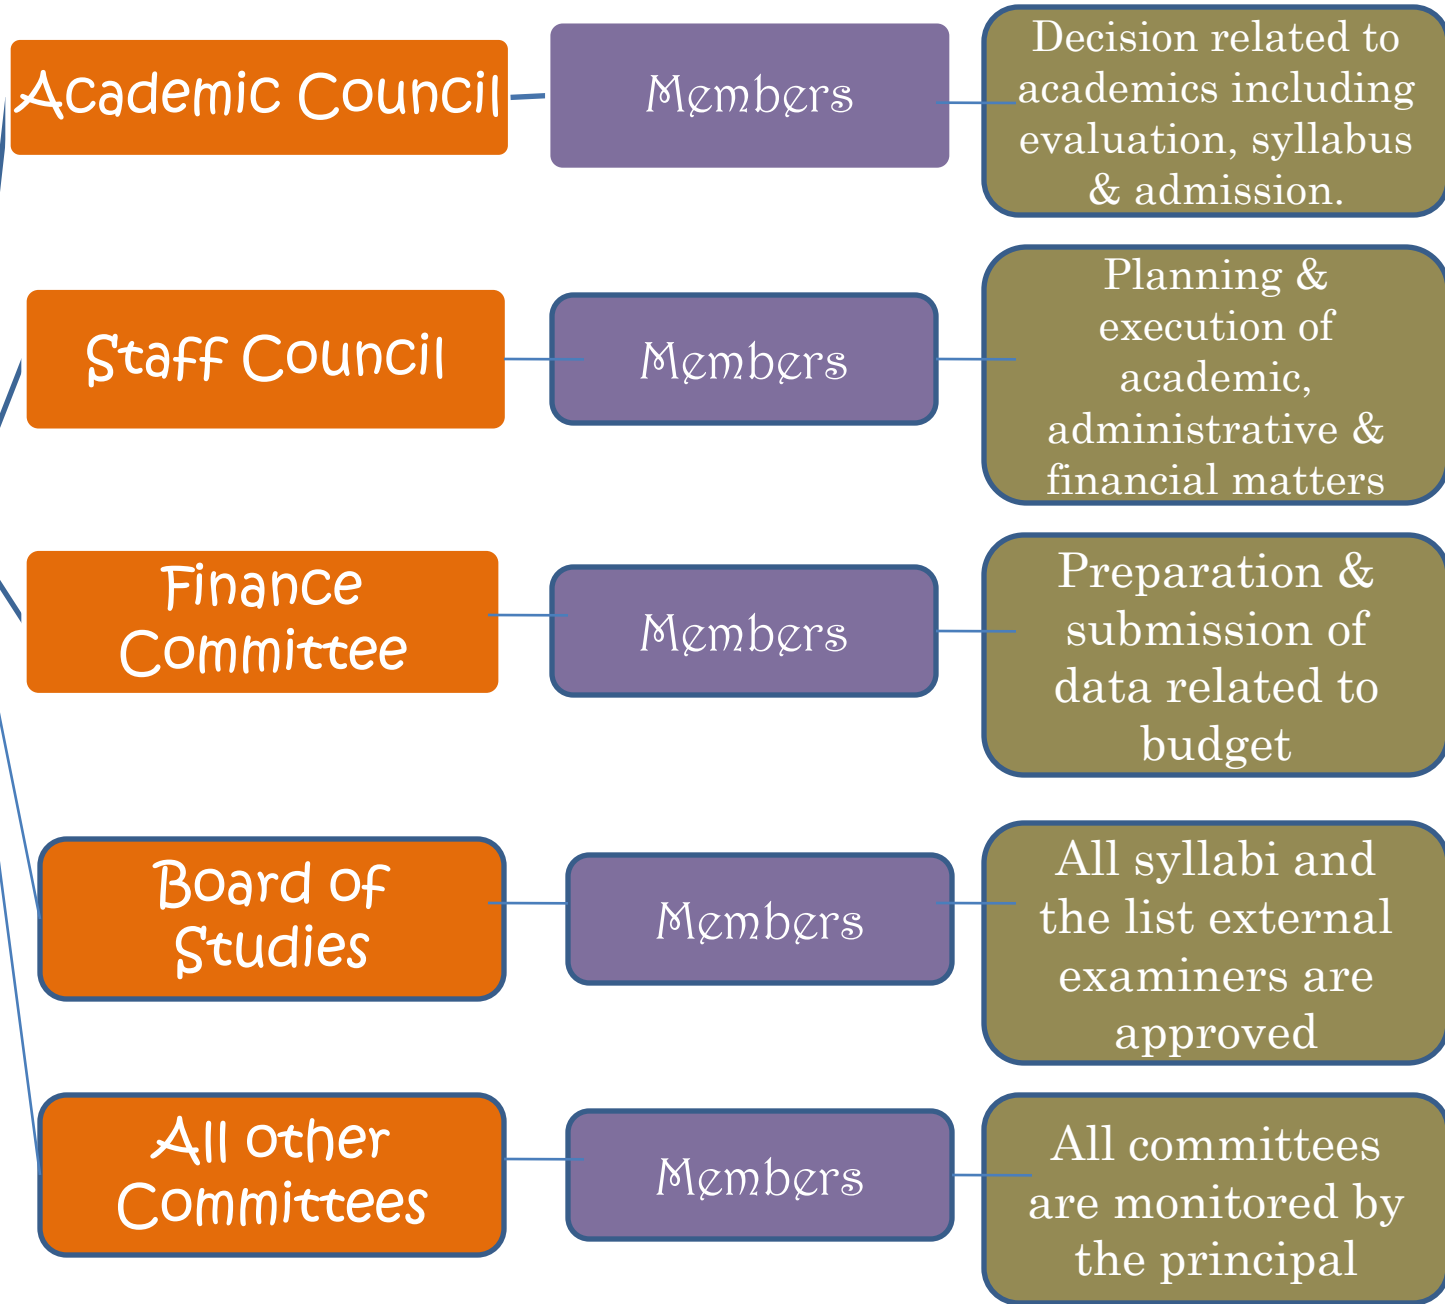 Academic Council
Members
Decision related to
academics including
evaluation, syllabus
& admission.
Staff Council
Members
Planning &
execution of
academic,
administrative &
financial matters
Finance
Committee
Members
Preparation &
submission of
data related to
budget
Board of
Studies
Members
All syllabi and
the list external
examiners are
approved
All other
Committees
Members
All committees
are monitored by
the principal